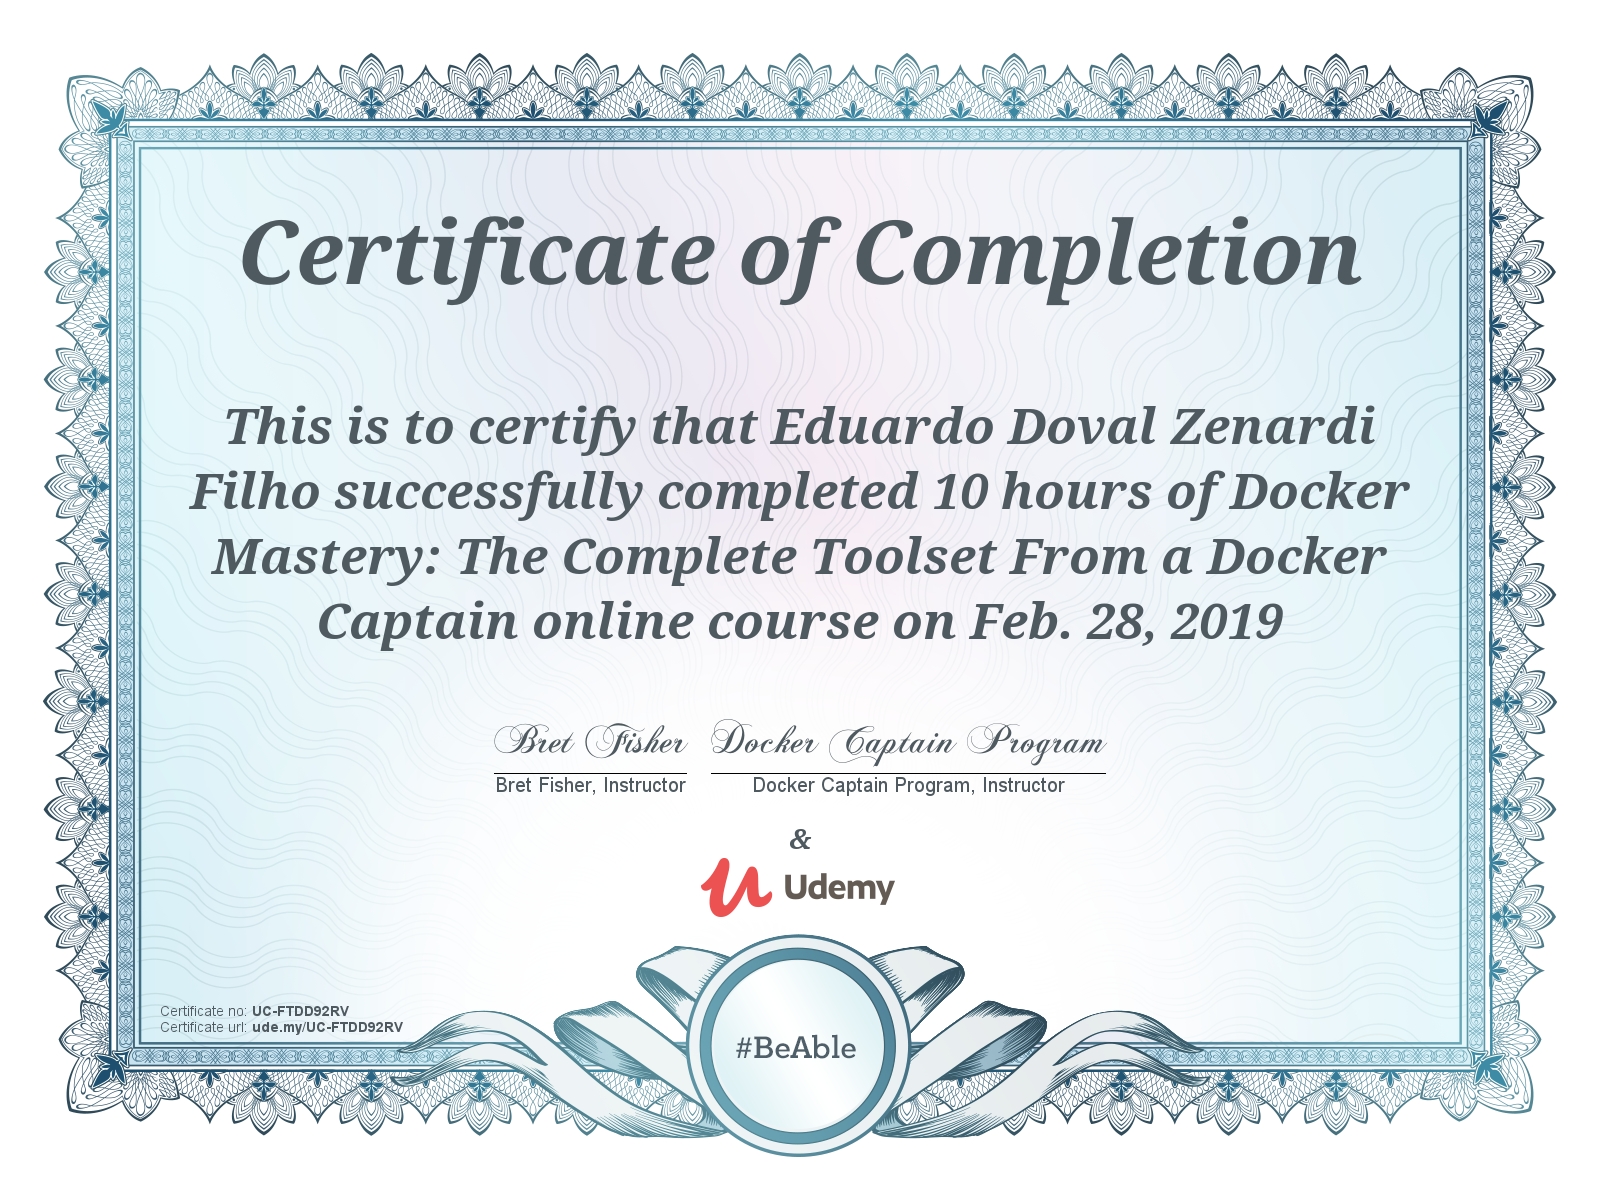 Certificate of Completion
This is to certify that Eduardo Doval Zenardi
Filho successfully completed 10 hours of Docker
Mastery: The Complete Toolset From a Docker
Captain online course on Feb. 28, 2019
Bret Fisher Docker Captain Program
Bret Fisher, Instructor Docker Captain Program, Instructor
&
Udemy
Certificate no: UC-FTDD92RV
Certificate url: ude.my/UC-FTDD92RV
#BeAble